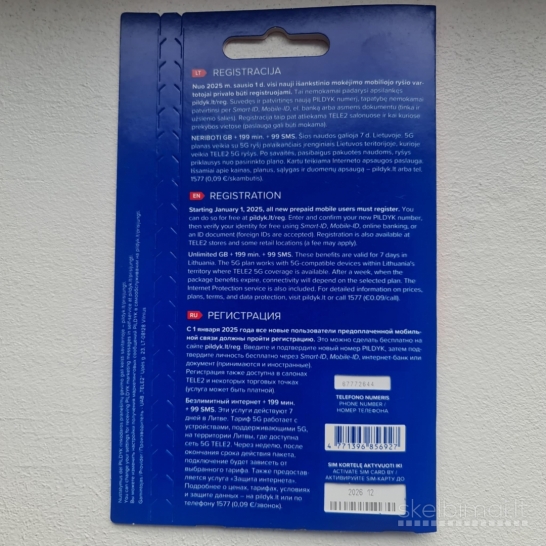 LT REGISTRACIJA
Nuo 2025 m. sausio 1 d. visi nauji išankstinio mokėjimo mobiliojo ryšio var-
totojai privalo būti registruojami. Tai nemokamai padarysi apsilankęs
pildyk.lt/reg. Suvedęs ir patvirtinęs naują PILDYK numerį, tapatybę nemokamai
patvirtinsi per Smart-ID, Mobile-ID, el. banką arba asmens dokumentu (tinka ir
užsienio šalies). Registracija taip pat atliekama TELE2 salonuose ir kai kuriose
prekybos vietose (paslauga gali būti mokama).
NERIBOTI GB + 199 min. + 99 SMS. Šios naudos galioja 7 d. Lietuvoje. 5G
planas veikia su 5G ryšį palaikančiais įrenginiais Lietuvos teritorijoje, kurioje
veikia TELE2 5G ryšys. Po savaitės, pasibaigus paketuotės naudoms, ryšys
priklausys nuo pasirinkto plano. Kartu teikiama Interneto apsaugos paslauga.
Išsamiai apie kainas, planus, sąlygas ir duomenų apsaugą – pildyk.lt arba tel.
1577 (0,09 €/skambutis).
EN REGISTRATION
Starting January 1, 2025, all new prepaid mobile users must register. You
can do so for free at pildyk.lt/reg. Enter and confirm your new PILDYK number,
then verify your identity for free using Smart-ID, Mobile-ID, online banking, or
an ID document (foreign IDs are accepted). Registration is also available at
TELE2 stores and some retail locations (a fee may apply).
Unlimited GB + 199 min. + 99 SMS. These benefits are valid for 7 days in
Lithuania. The 5G plan works with 5G-compatible devices within Lithuania's
territory where TELE2 5G coverage is available. After a week, when the
package benefits expire, connectivity will depend on the selected plan. The
Internet Protection service is also included. For detailed information on prices,
plans, terms, and data protection, visit pildyk.lt or call 1577 (€0.09/call).
RU РЕГИСТРАЦИЯ
С 1 января 2025 года все новые пользователи предоплаченной мобиль-
ной связи должны пройти регистрацию. Это можно сделать бесплатно на
сайте pildyk.lt/reg. Введите и подтвердите новый номер PILDYK, затем под-
твердите личность бесплатно через Smart-ID, Mobile-ID, интернет-банк или
документ (принимаются и иностранные).
Регистрация также доступна в салонах
TELE2 и некоторых торговых точках
(услуга может быть платной).
Безлимитный интернет + 199 мин.
+ 99 SMS. Эти услуги действуют 7
дней в Литве. Тариф 5G работает с
устройствами, поддерживающими 5G,
на территории Литвы, где доступна
сеть 5G TELE2. Через неделю, после
окончания срока действия пакета,
подключение будет зависеть от
выбранного тарифа. Также предостав-
ляется услуга «Защита интернета».
Подробнее о ценах, тарифах, условиях
и защите данных – на pildyk.lt или по
телефону 1577 (0,09 €/звонок).
TELEFONO NUMERIS
PHONE NUMBER /
НОМЕР ТЕЛЕФОНА
4 771396 856927
SIM KORTELĘ AKTYVUOTI IKI
ACTIVATE SIM CARD BY /
АКТИВИРУЙТЕ SIM-КАРТУ ДО
2026 12
skelbimai.lt